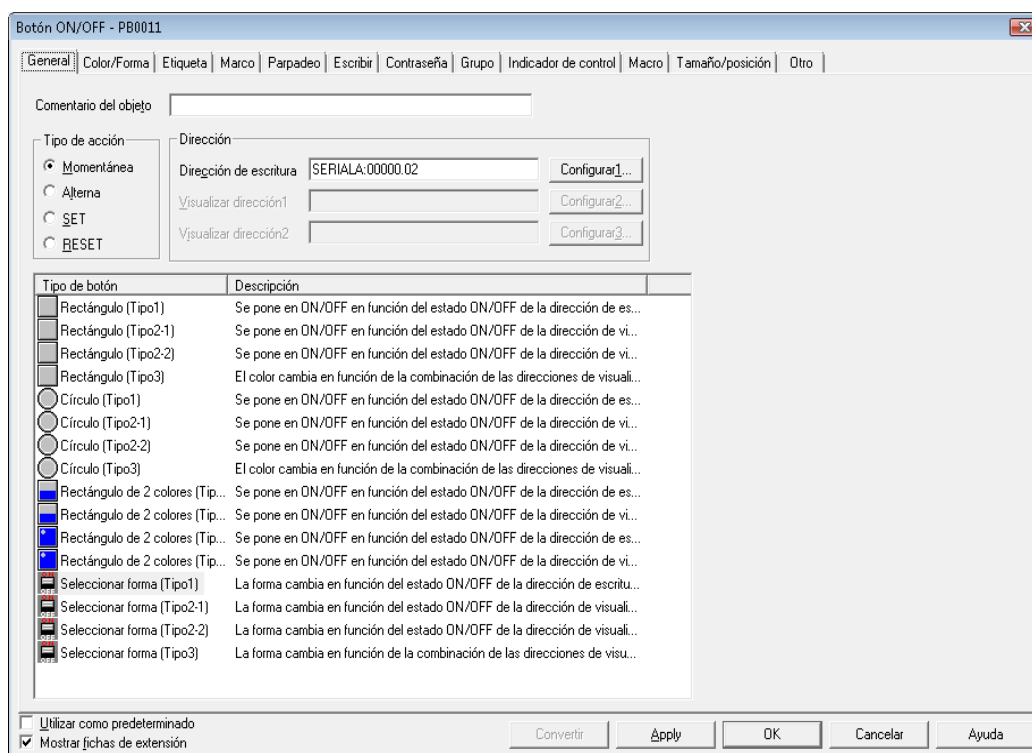 Botón ON/OFF - PB0011
General Color/Forma Etiqueta Marco Parpadeo Escribir Contraseña Grupo Indicador de control Macro Tamaño/posición Otro
Comentario del objeto
Tipo de acción
Momentánea
Alterna
SET
RESET
Dirección
Dirección de escritura SERIALA:00000.02 Configurar1...
Visualizar dirección1 Configurar2...
Visualizar dirección2 Configurar3...
Tipo de botón Descripción
Rectángulo (Tipo1) Se pone en ON/OFF en función del estado ON/OFF de la dirección de es...
Rectángulo (Tipo2-1) Se pone en ON/OFF en función del estado ON/OFF de la dirección de vi...
Rectángulo (Tipo2-2) Se pone en ON/OFF en función del estado ON/OFF de la dirección de vi...
Rectángulo (Tipo3) El color cambia en función de la combinación de las direcciones de visuali...
Círculo (Tipo1) Se pone en ON/OFF en función del estado ON/OFF de la dirección de es...
Círculo (Tipo2-1) Se pone en ON/OFF en función del estado ON/OFF de la dirección de vi...
Círculo (Tipo2-2) Se pone en ON/OFF en función del estado ON/OFF de la dirección de vi...
Círculo (Tipo3) El color cambia en función de la combinación de las direcciones de visuali...
Rectángulo de 2 colores (Tip... Se pone en ON/OFF en función del estado ON/OFF de la dirección de es...
Rectángulo de 2 colores (Tip... Se pone en ON/OFF en función del estado ON/OFF de la dirección de vi...
Rectángulo de 2 colores (Tip... Se pone en ON/OFF en función del estado ON/OFF de la dirección de es...
Rectángulo de 2 colores (Tip... Se pone en ON/OFF en función del estado ON/OFF de la dirección de vi...
Seleccionar forma (Tipo1) La forma cambia en función del estado ON/OFF de la dirección de escritu...
Seleccionar forma (Tipo2-1) La forma cambia en función del estado ON/OFF de la dirección de visuali...
Seleccionar forma (Tipo2-2) La forma cambia en función del estado ON/OFF de la dirección de visuali...
Seleccionar forma (Tipo3) La forma cambia en función de la combinación de las direcciones de visu...
Utilizar como predeterminado
Mostrar fichas de extensión
Convertir Apply OK Cancelar Ayuda